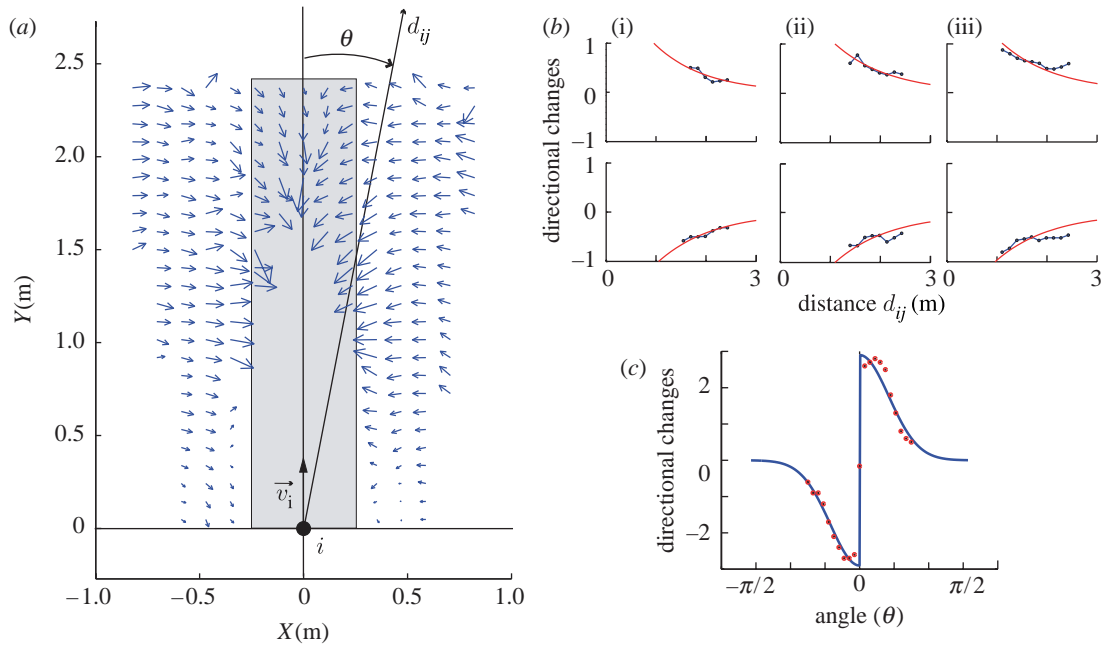 (a)
θ
d_ij
2.5
2.0
1.5
1.0
0.5
0
Y(m)
v_i
i
−1.0 −0.5 0 0.5 1.0
X(m)
(b) (i) (ii) (iii)
directional changes
1
0
−1
1
0
−1
0 3 0 3 0 3
distance d_ij (m)
(c)
directional changes
2
0
−2
−π/2 0 π/2
angle (θ)